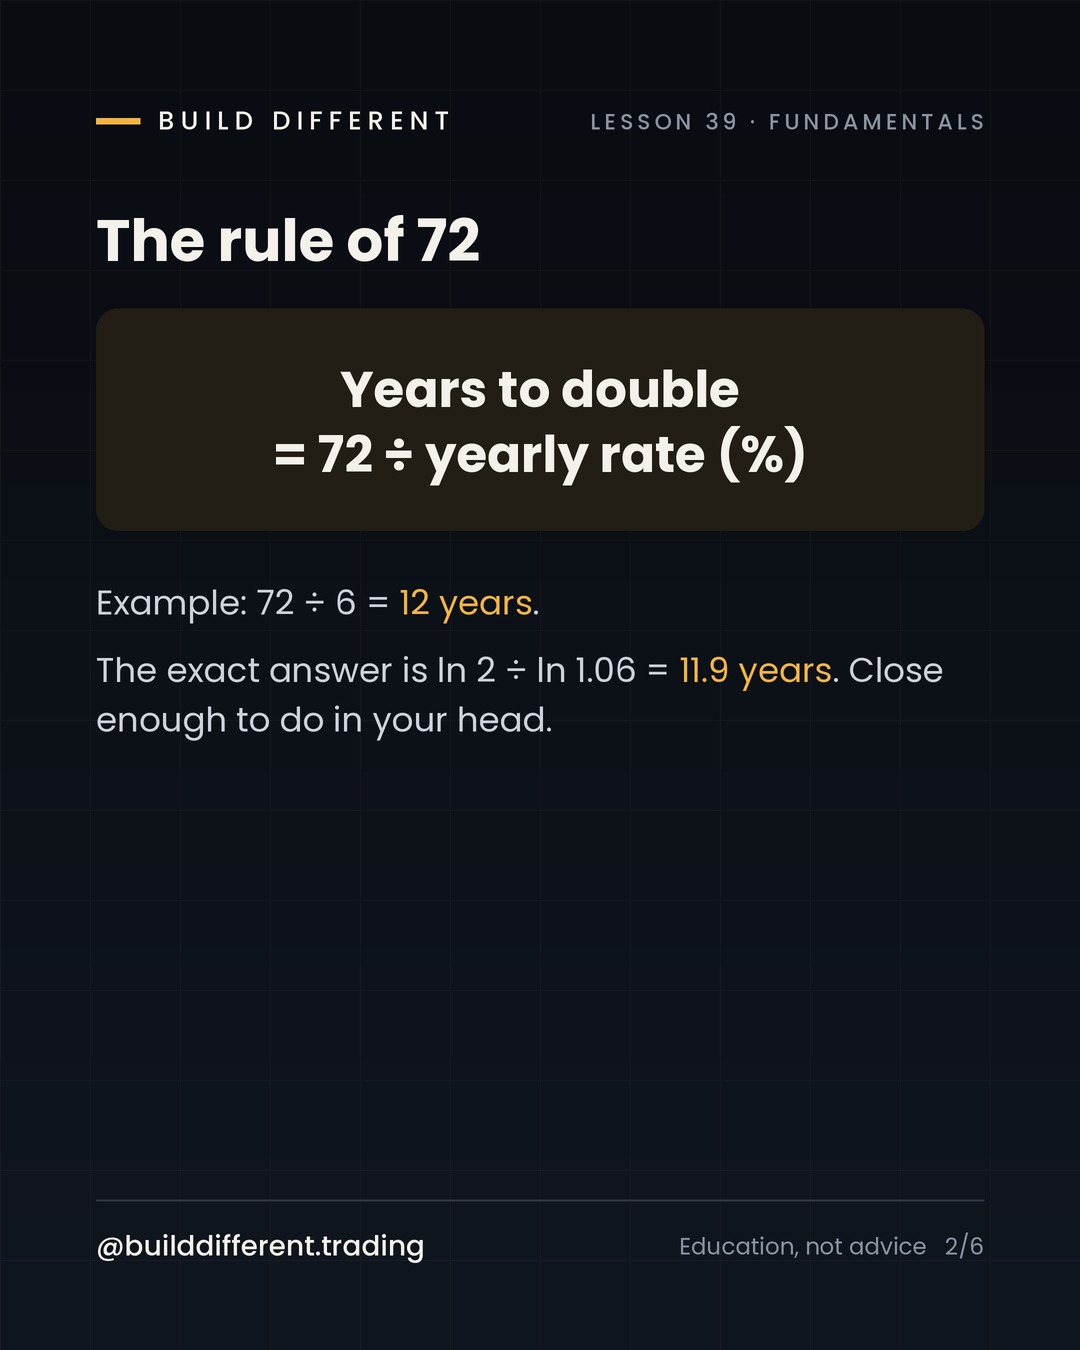 BUILD DIFFERENT
LESSON 39 · FUNDAMENTALS
The rule of 72
Years to double
= 72 ÷ yearly rate (%)
Example: 72 ÷ 6 = 12 years.
The exact answer is ln 2 ÷ ln 1.06 = 11.9 years. Close
enough to do in your head.
@builddifferent.trading
Education, not advice 2/6